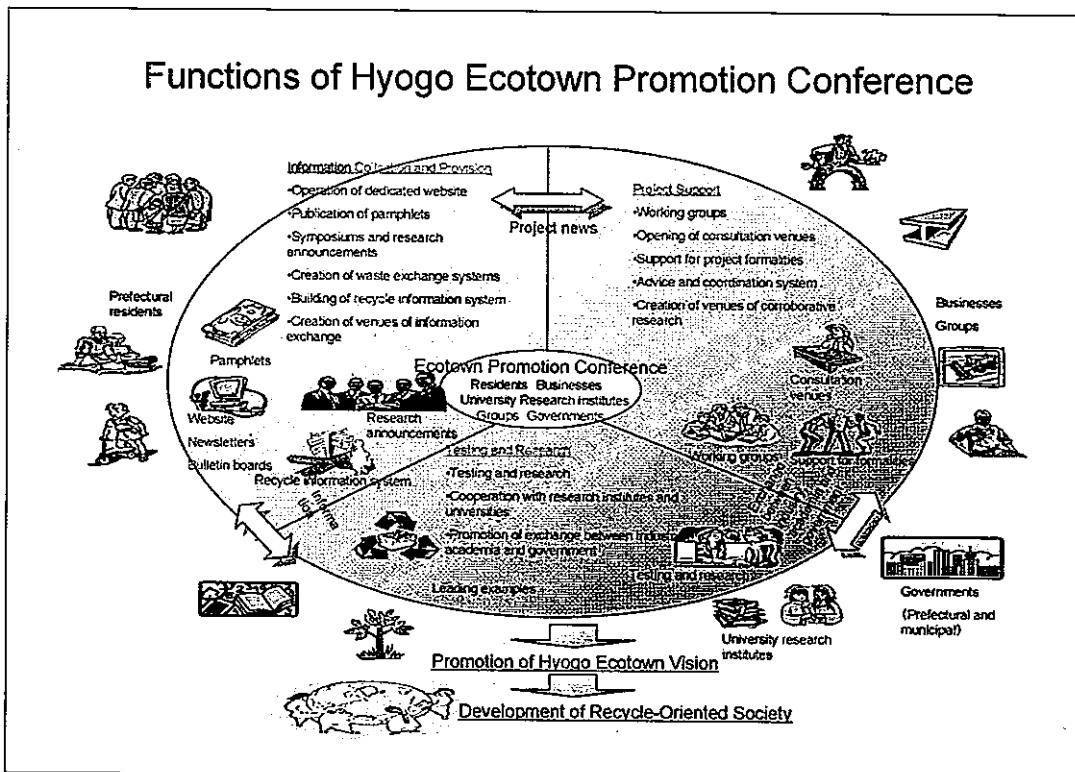 Functions of Hyogo Ecotown Promotion Conference
Information Collection and Provision
•Operation of dedicated website
•Publication of pamphlets
•Symposiums and research
announcements
•Creation of waste exchange systems
•Building of recycle information system
•Creation of venues of information
exchange
Project news
Project Support
•Working groups
•Opening of consultation venues
•Support for project formalities
•Advice and coordination system
•Creation of venues of corroborative
research
Prefectural
residents
Businesses
Groups
Pamphlets
Website
Newsletters
Bulletin boards
Ecotown Promotion Conference
Residents Businesses
University Research institutes
Groups Governments
Research
announcements
Recycle information system
Informa
tion
Consultation
venues
Working groups
Support for formalities
Testing and Research
•Testing and research
•Cooperation with research institutes and
universities
•Promotion of exchange between
academia and government
Leading examples
Testing and research
Governments
(Prefectural and
municipal)
University research
institutes
Promotion of Hyogo Ecotown Vision
Development of Recycle-Oriented Society